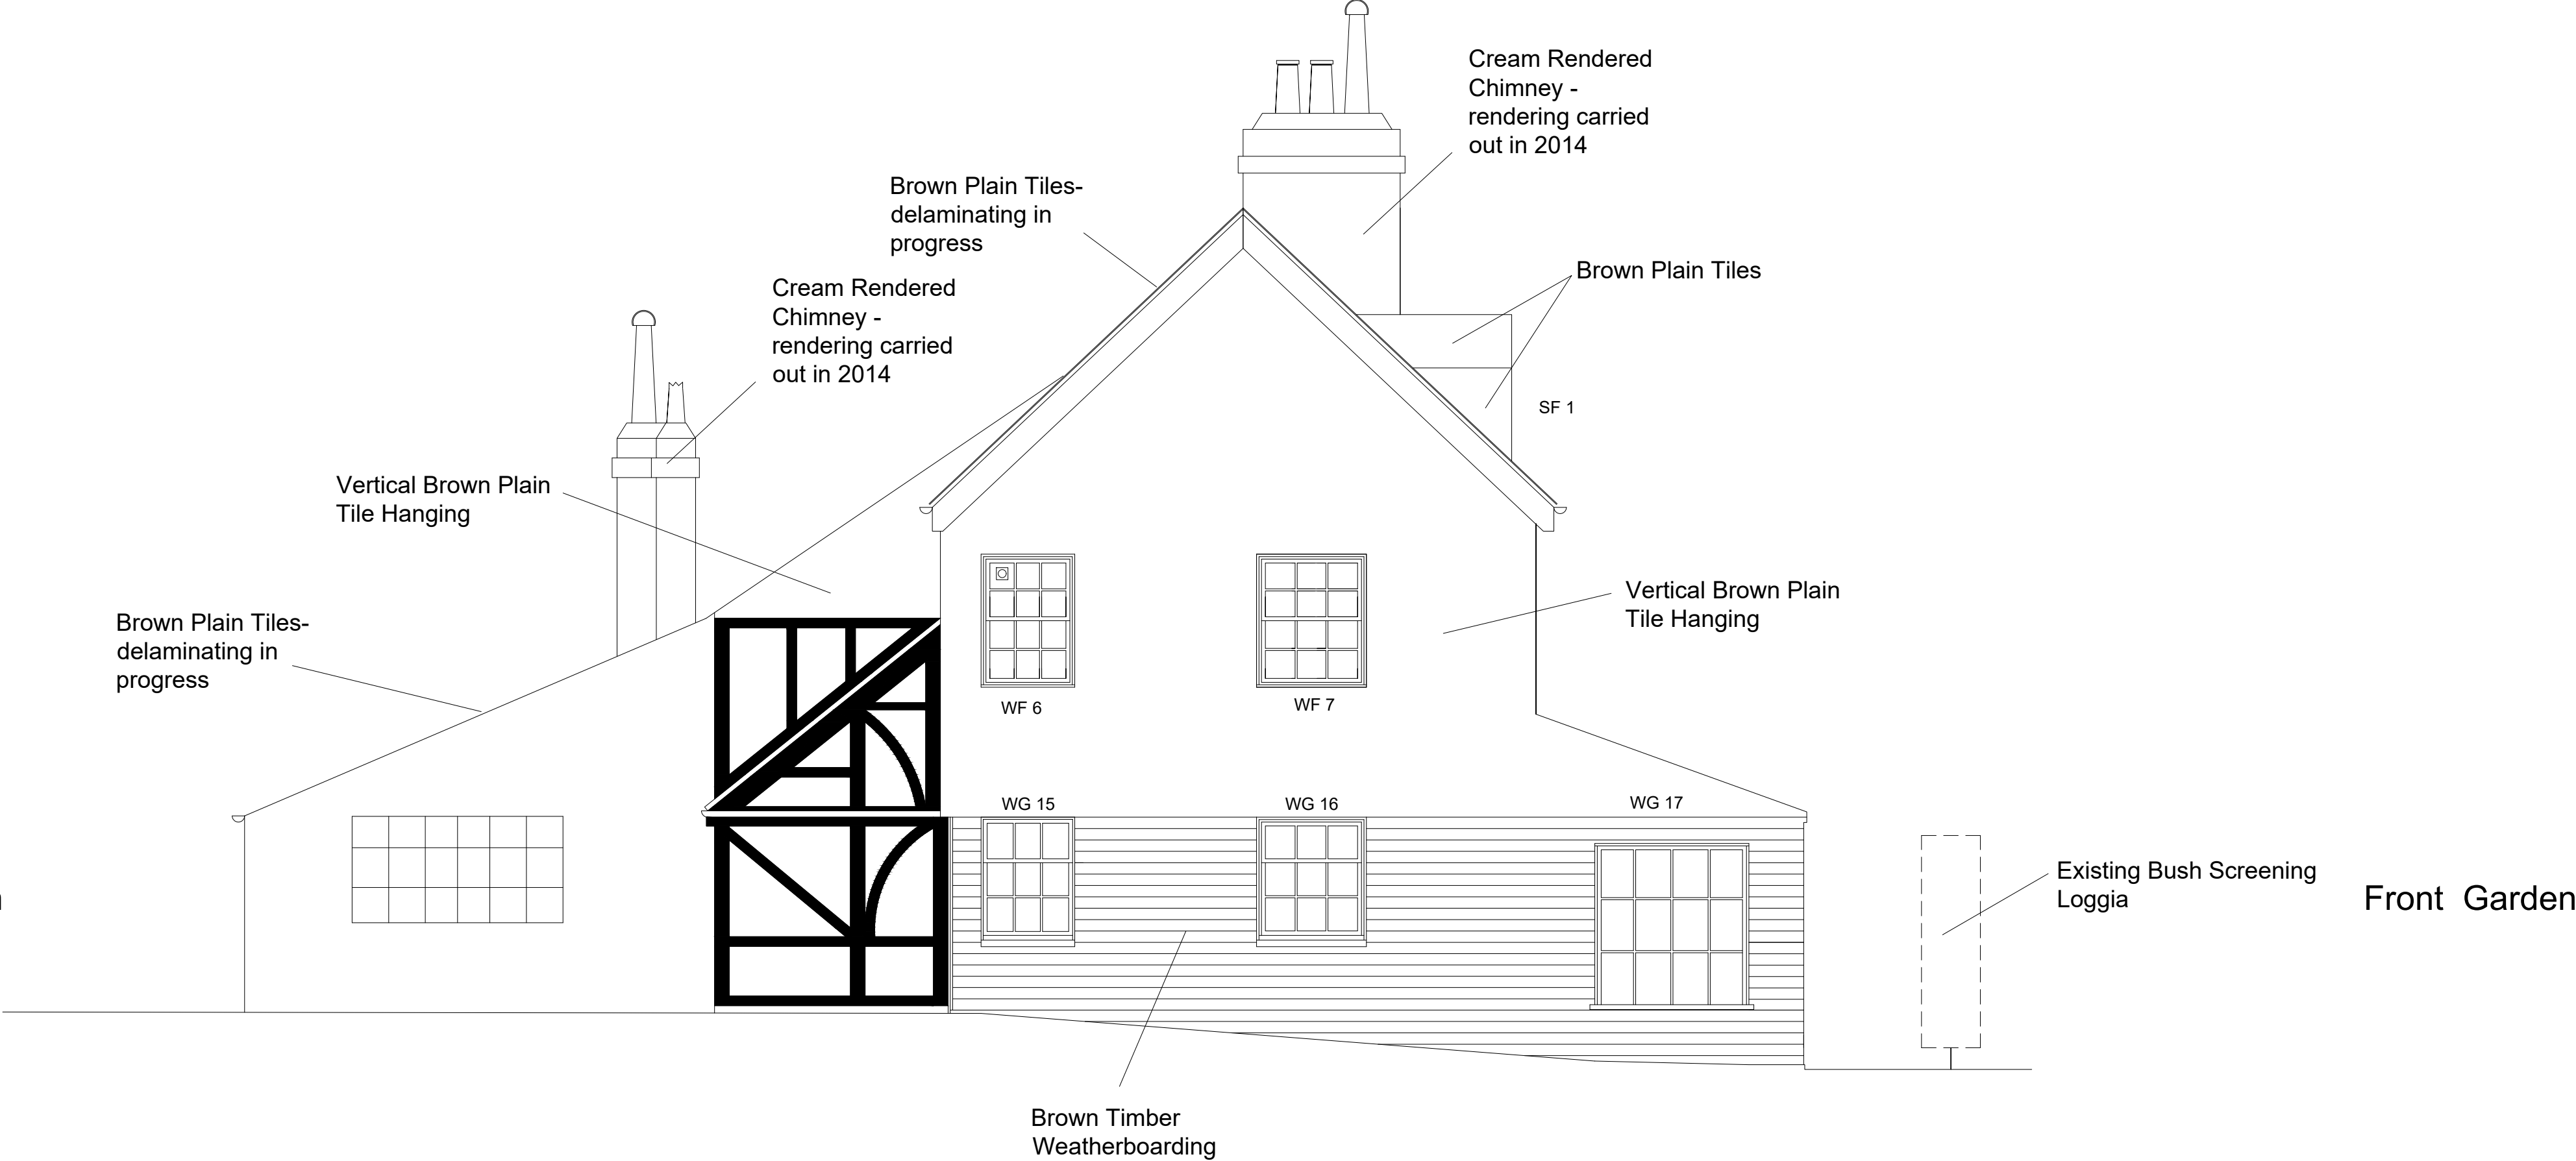 Cream Rendered
Chimney -
rendering carried
out in 2014
Brown Plain Tiles-
delaminating in
progress
Brown Plain Tiles
Cream Rendered
Chimney -
rendering carried
out in 2014
SF 1
Vertical Brown Plain
Tile Hanging
Vertical Brown Plain
Tile Hanging
Brown Plain Tiles-
delaminating in
progress
WF 6
WF 7
WG 15
WG 16
WG 17
Existing Bush Screening
Loggia
Front Garden
Brown Timber
Weatherboarding